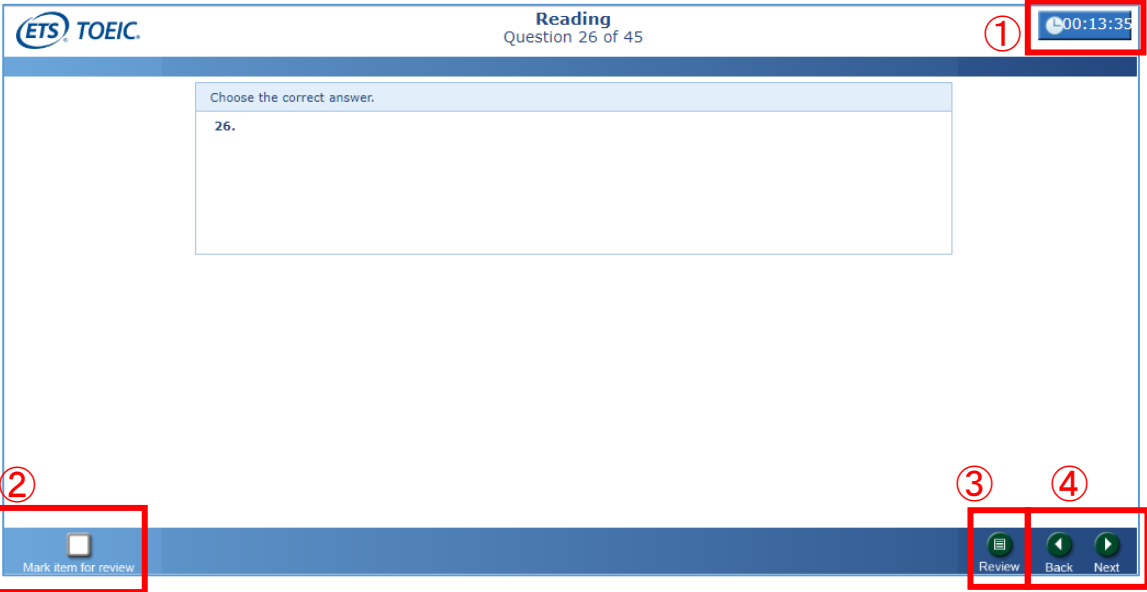 ETS® TOEIC®
Reading
Question 26 of 45
① 00:13:35
Choose the correct answer.
26.
②
③
④
Mark item for review
Review
Back
Next